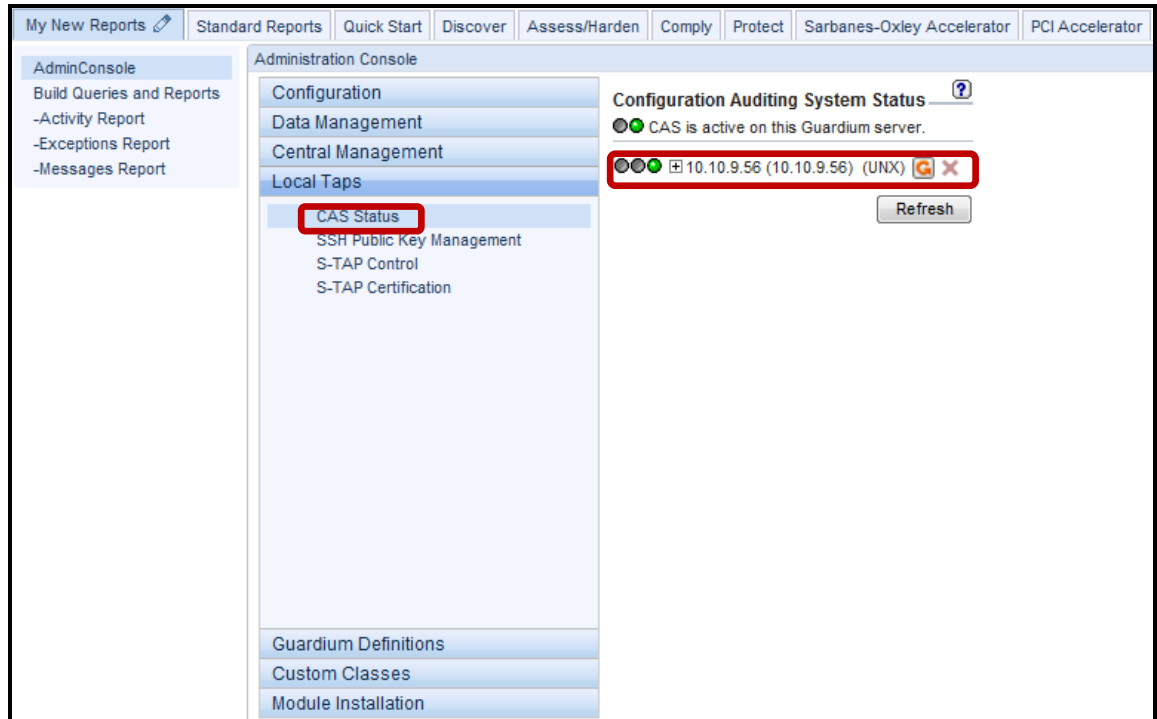 My New Reports
Standard Reports
Quick Start
Discover
Assess/Harden
Comply
Protect
Sarbanes-Oxley Accelerator
PCI Accelerator
AdminConsole
Build Queries and Reports
-Activity Report
-Exceptions Report
-Messages Report
Administration Console
Configuration
Data Management
Central Management
Local Taps
CAS Status
SSH Public Key Management
S-TAP Control
S-TAP Certification
Guardium Definitions
Custom Classes
Module Installation
Configuration Auditing System Status
?
CAS is active on this Guardium server.
10.10.9.56 (10.10.9.56) (UNX) G
Refresh